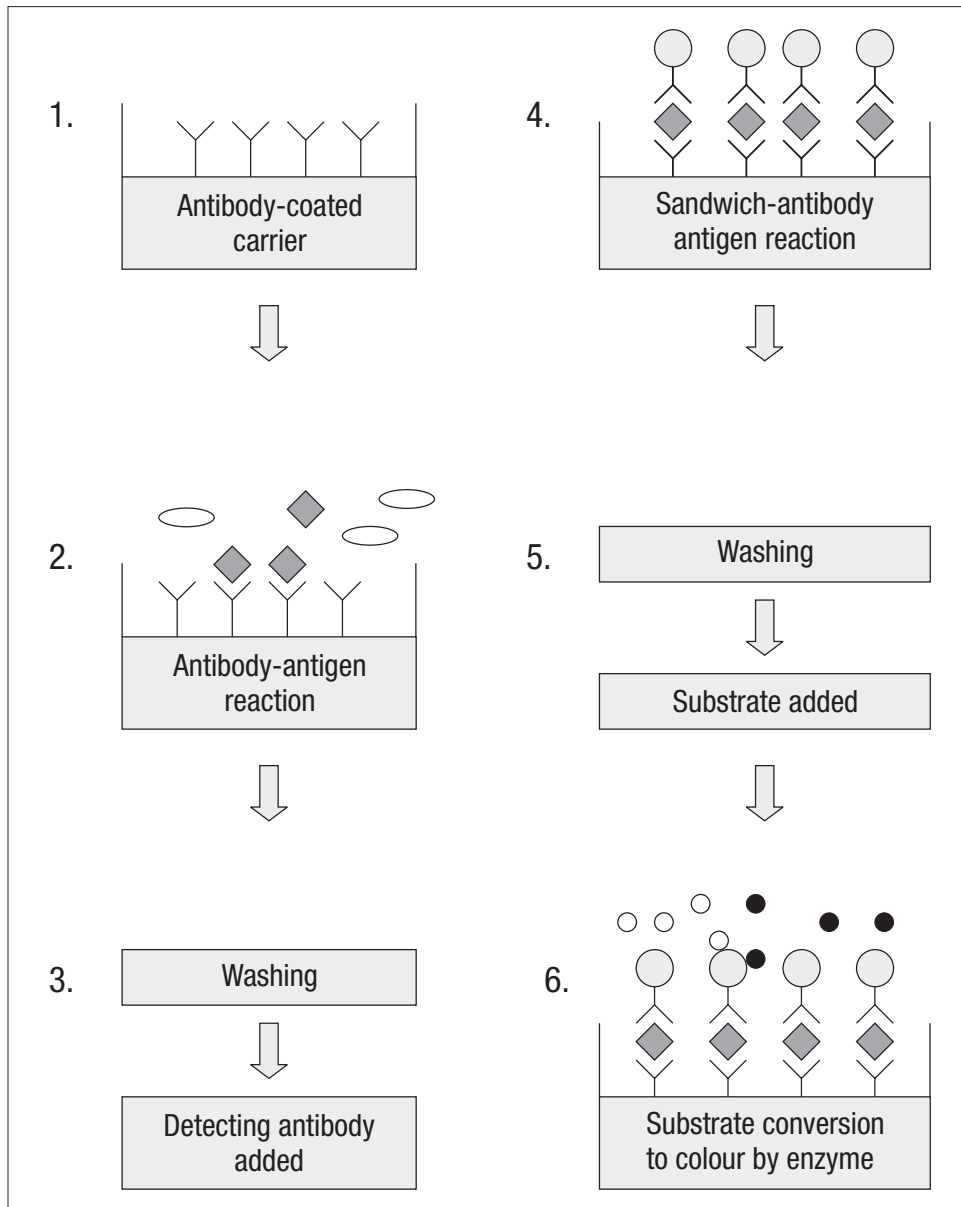 1.
Antibody-coated
carrier
2.
Antibody-antigen
reaction
3.
Washing
Detecting antibody
added
4.
Sandwich-antibody
antigen reaction
5.
Washing
Substrate added
6.
Substrate conversion
to colour by enzyme